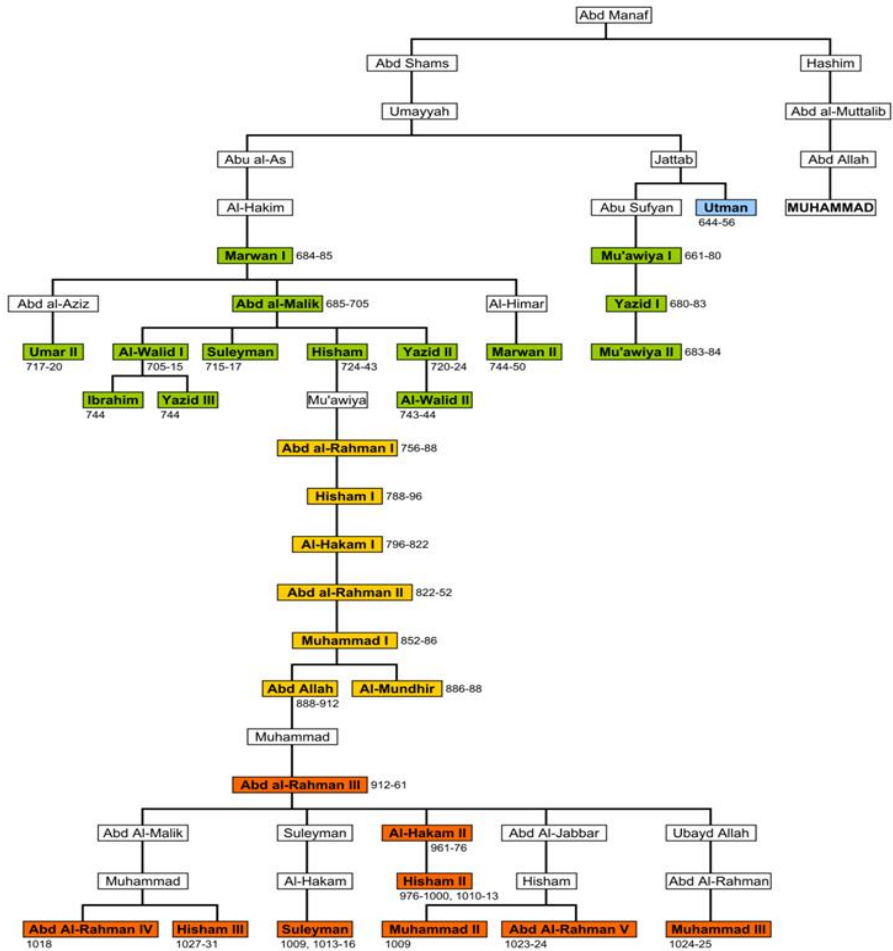 Abd Manaf
Abd Shams
Hashim
Umayyah
Abd al-Muttalib
Abu al-As
Jattab
Abd Allah
Al-Hakim
Abu Sufyan
Utman
MUHAMMAD
644-56
Marwan I 684-85
Mu'awiya I 661-80
Abd al-Aziz
Abd al-Malik 685-705
Al-Himar
Yazid I 680-83
Umar II
Al-Walid I
Suleyman
Hisham
Yazid II
Marwan II
Mu'awiya II 683-84
717-20
705-15
715-17
724-43
720-24
744-50
Ibrahim
Yazid III
Mu'awiya
Al-Walid II
744
744
743-44
Abd al-Rahman I 756-88
Hisham I 788-96
Al-Hakam I 796-822
Abd al-Rahman II 822-52
Muhammad I 852-86
Abd Allah
Al-Mundhir 886-88
888-912
Muhammad
Abd al-Rahman III 912-61
Abd Al-Malik
Suleyman
Al-Hakam II
Abd Al-Jabbar
Ubayd Allah
961-76
Muhammad
Al-Hakam
Hisham II
Hisham
Abd Al-Rahman
976-1000, 1010-13
Abd Al-Rahman IV
Hisham III
Suleyman
Muhammad II
Abd Al-Rahman V
Muhammad III
1018
1027-31
1009, 1013-16
1009
1023-24
1024-25